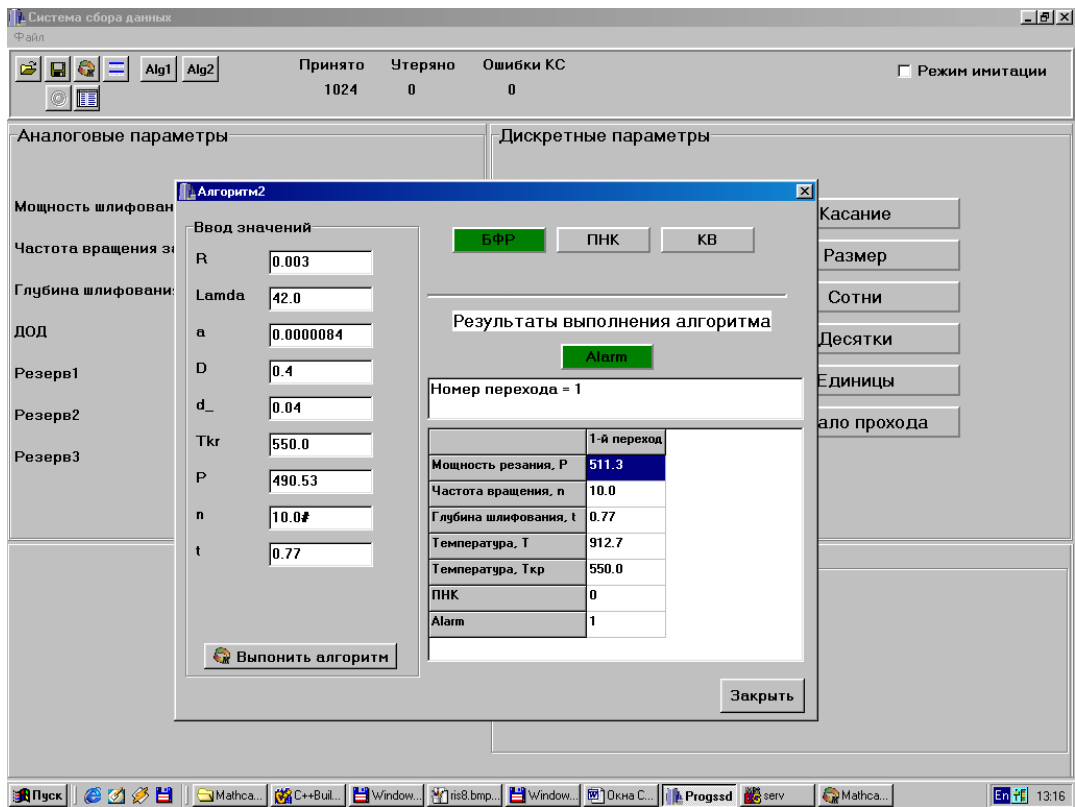 Система сбора данных
Файл
Alg1 Alg2
Принято Утеряно Ошибки КС
1024 0 0
Режим имитации
Аналоговые параметры
Дискретные параметры
Мощность шлифован
Частота вращения за
Глубина шлифования
ДОД
Резерв1
Резерв2
Резерв3
Касание
Размер
Сотни
Десятки
Единицы
ало прохода
Алгоритм2
Ввод значений
R 0.003
Lamda 42.0
a 0.0000084
D 0.4
d_ 0.04
Tkr 550.0
P 490.53
n 10.0#
t 0.77
Выпонить алгоритм
БФР ПНК КВ
Результаты выполнения алгоритма
Alarm
Номер перехода = 1
1-й переход
Мощность резания, P 511.3
Частота вращения, n 10.0
Глубина шлифования, t 0.77
Температура, T 912.7
Температура, Tкр 550.0
ПНК 0
Alarm 1
Закрыть
Пуск Mathca... C++Buil... Window... ris8.bmp... Window... Окна С... Progssd serv Mathca... En 13:16